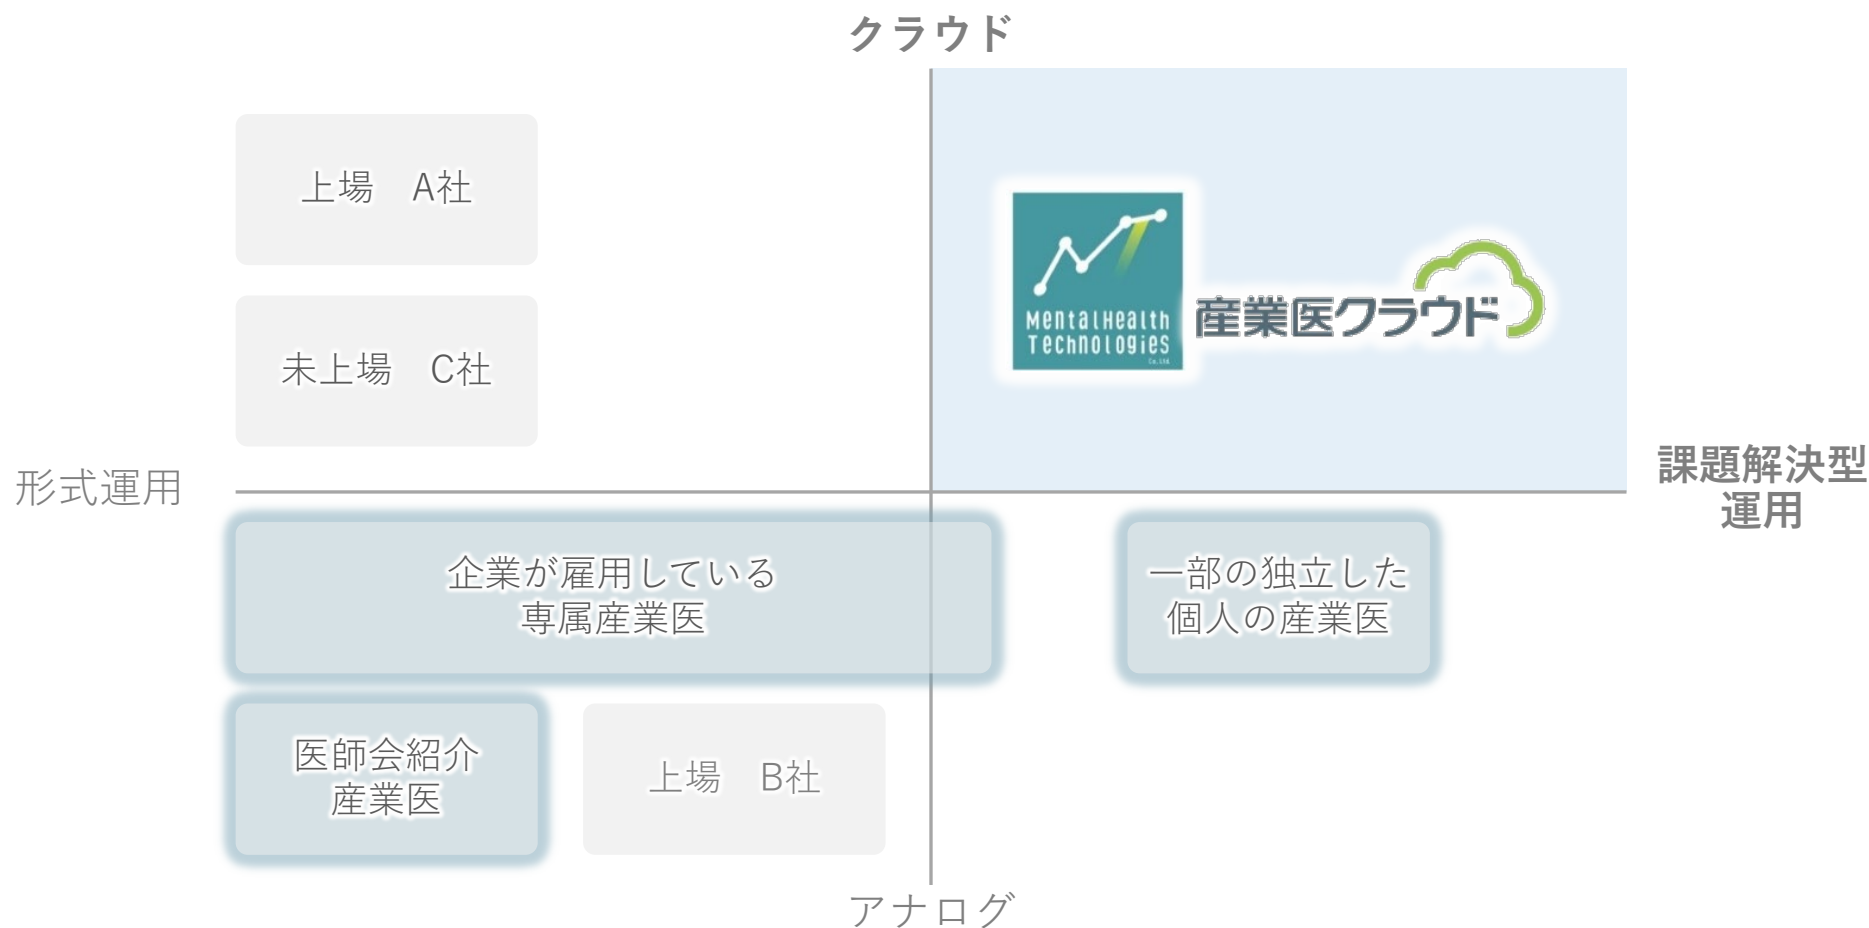 クラウド
上場　A社
未上場　C社
MentalHealth
Technologies
Co.,Ltd.
産業医クラウド
形式運用
課題解決型
運用
企業が雇用している
専属産業医
一部の独立した
個人の産業医
医師会紹介
産業医
上場　B社
アナログ